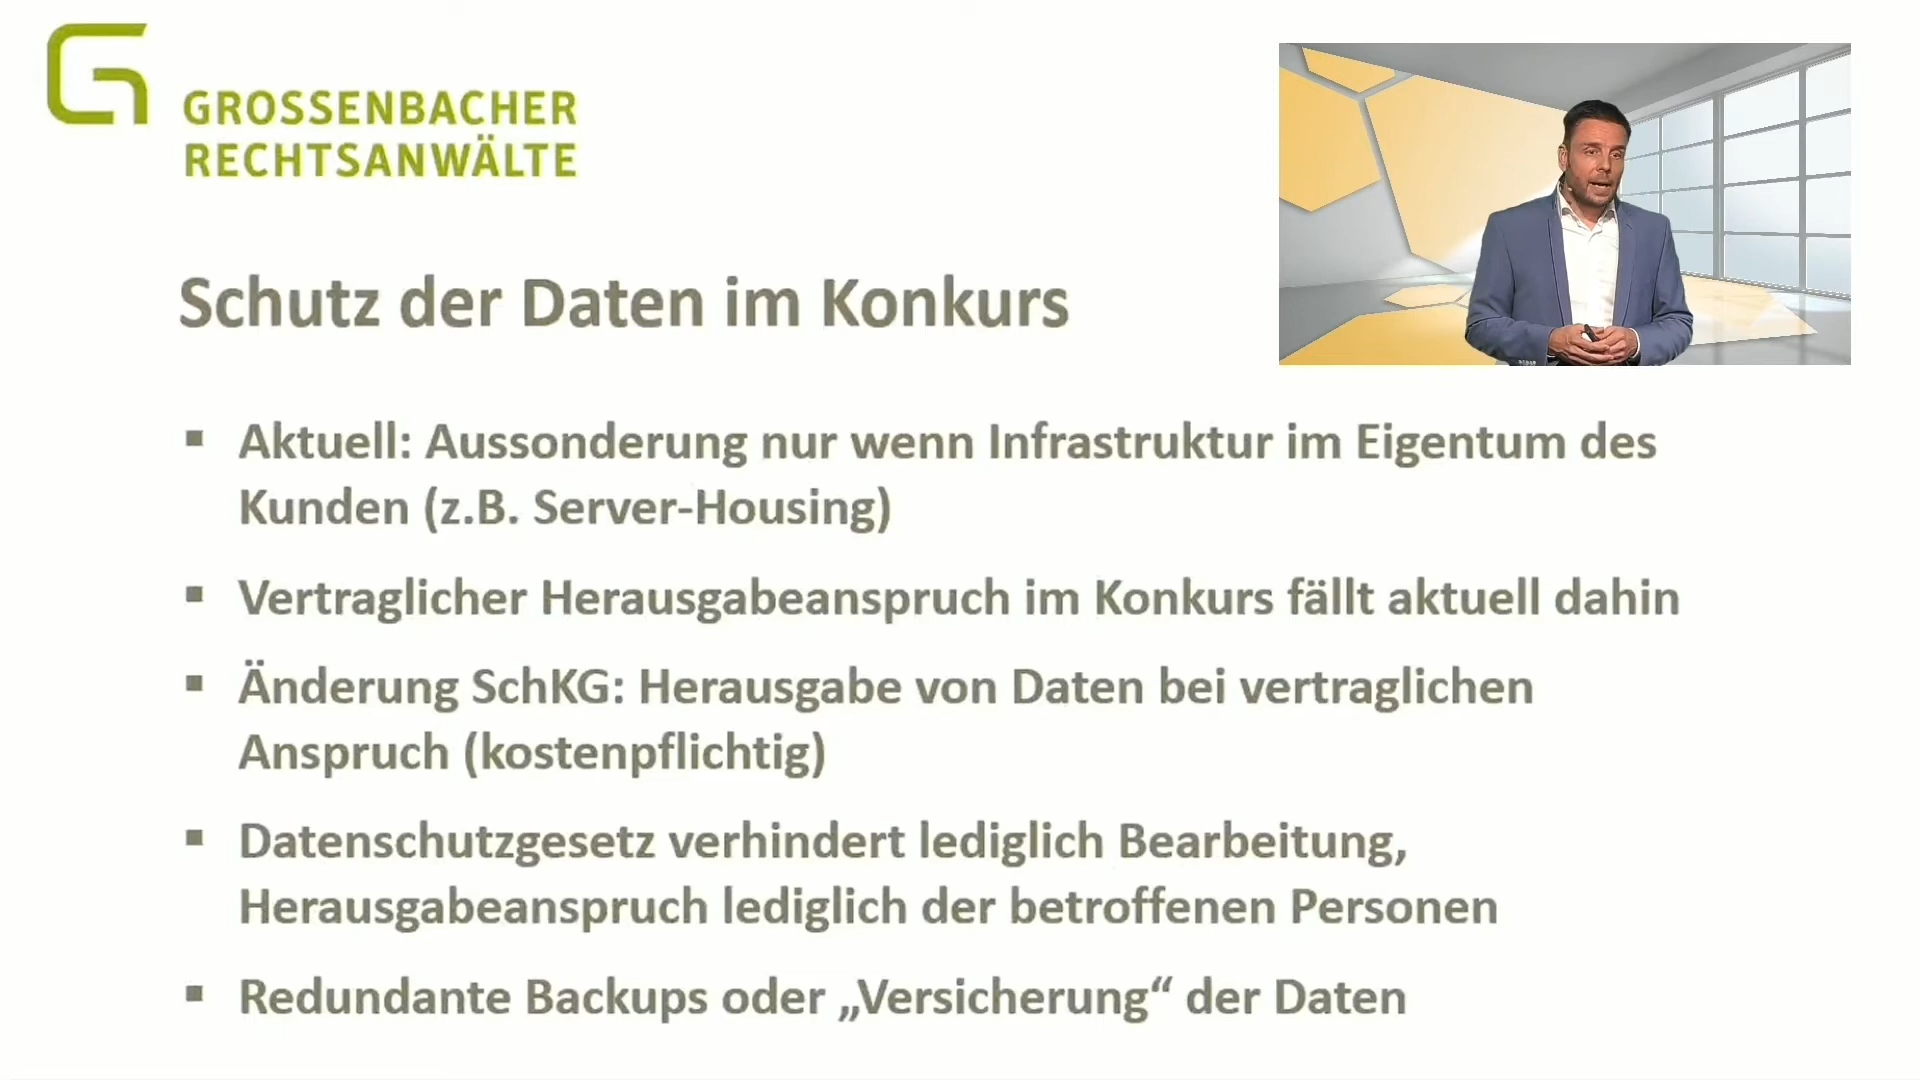 GROSSENBACHER
RECHTSANWÄLTE
Schutz der Daten im Konkurs
▪ Aktuell: Aussonderung nur wenn Infrastruktur im Eigentum des
Kunden (z.B. Server-Housing)
▪ Vertraglicher Herausgabeanspruch im Konkurs fällt aktuell dahin
▪ Änderung SchKG: Herausgabe von Daten bei vertraglichen
Anspruch (kostenpflichtig)
▪ Datenschutzgesetz verhindert lediglich Bearbeitung,
Herausgabeanspruch lediglich der betroffenen Personen
▪ Redundante Backups oder „Versicherung“ der Daten